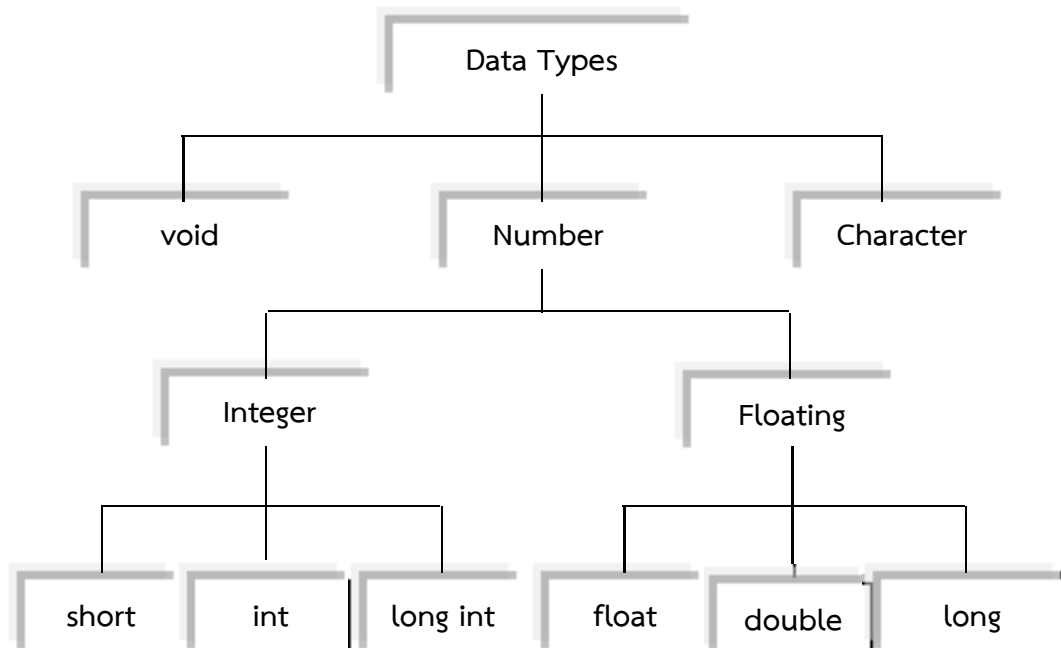 Data Types
void
Number
Character
Integer
Floating
short
int
long int
float
double
long